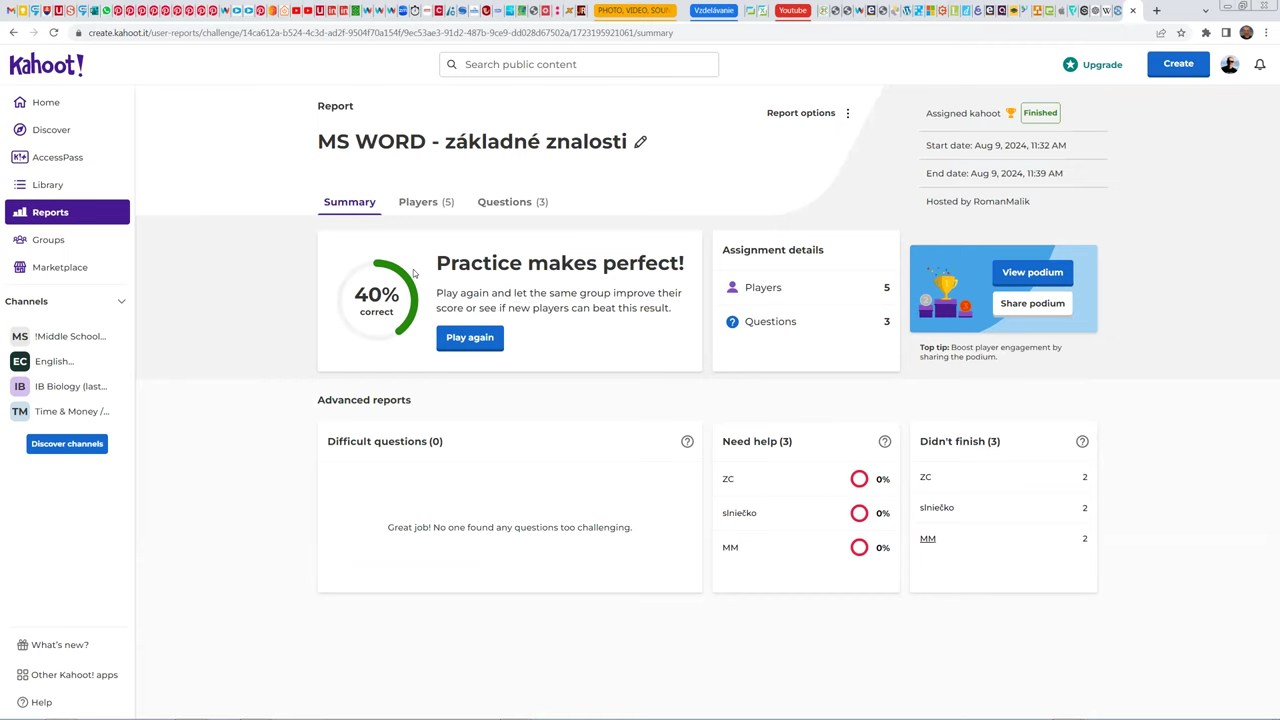 PHOTO, VIDEO, SOUN
Vzdelávanie
Youtube
create.kahoot.it/user-reports/challenge/14ca612a-b524-4c3d-ad2f-9504f70a154f/9ec53ae3-91d2-487b-9ce9-dd028d67502a/1723195921061/summary
Kahoot!
Search public content
Upgrade
Create
Home
Discover
AccessPass
Library
Reports
Groups
Marketplace
Channels
MS !Middle School...
EC English...
IB IB Biology (last...
TM Time & Money /...
Discover channels
What's new?
Other Kahoot! apps
Help
Report
Report options
MS WORD - základné znalosti
Summary
Players (5)
Questions (3)
Assigned kahoot Finished
Start date: Aug 9, 2024, 11:32 AM
End date: Aug 9, 2024, 11:39 AM
Hosted by RomanMalik
40%
correct
Practice makes perfect!
Play again and let the same group improve their
score or see if new players can beat this result.
Play again
Assignment details
Players 5
Questions 3
View podium
Share podium
Top tip: Boost player engagement by
sharing the podium.
Advanced reports
Difficult questions (0)
Great job! No one found any questions too challenging.
Need help (3)
ZC 0%
slniečko 0%
MM 0%
Didn't finish (3)
ZC 2
slniečko 2
MM 2